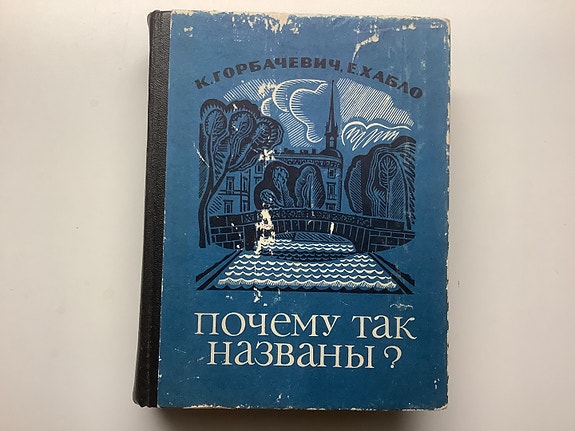 К. ГОРБАЧЕВИЧ, Е. ХАБЛО
ПОЧЕМУ ТАК
НАЗВАНЫ?